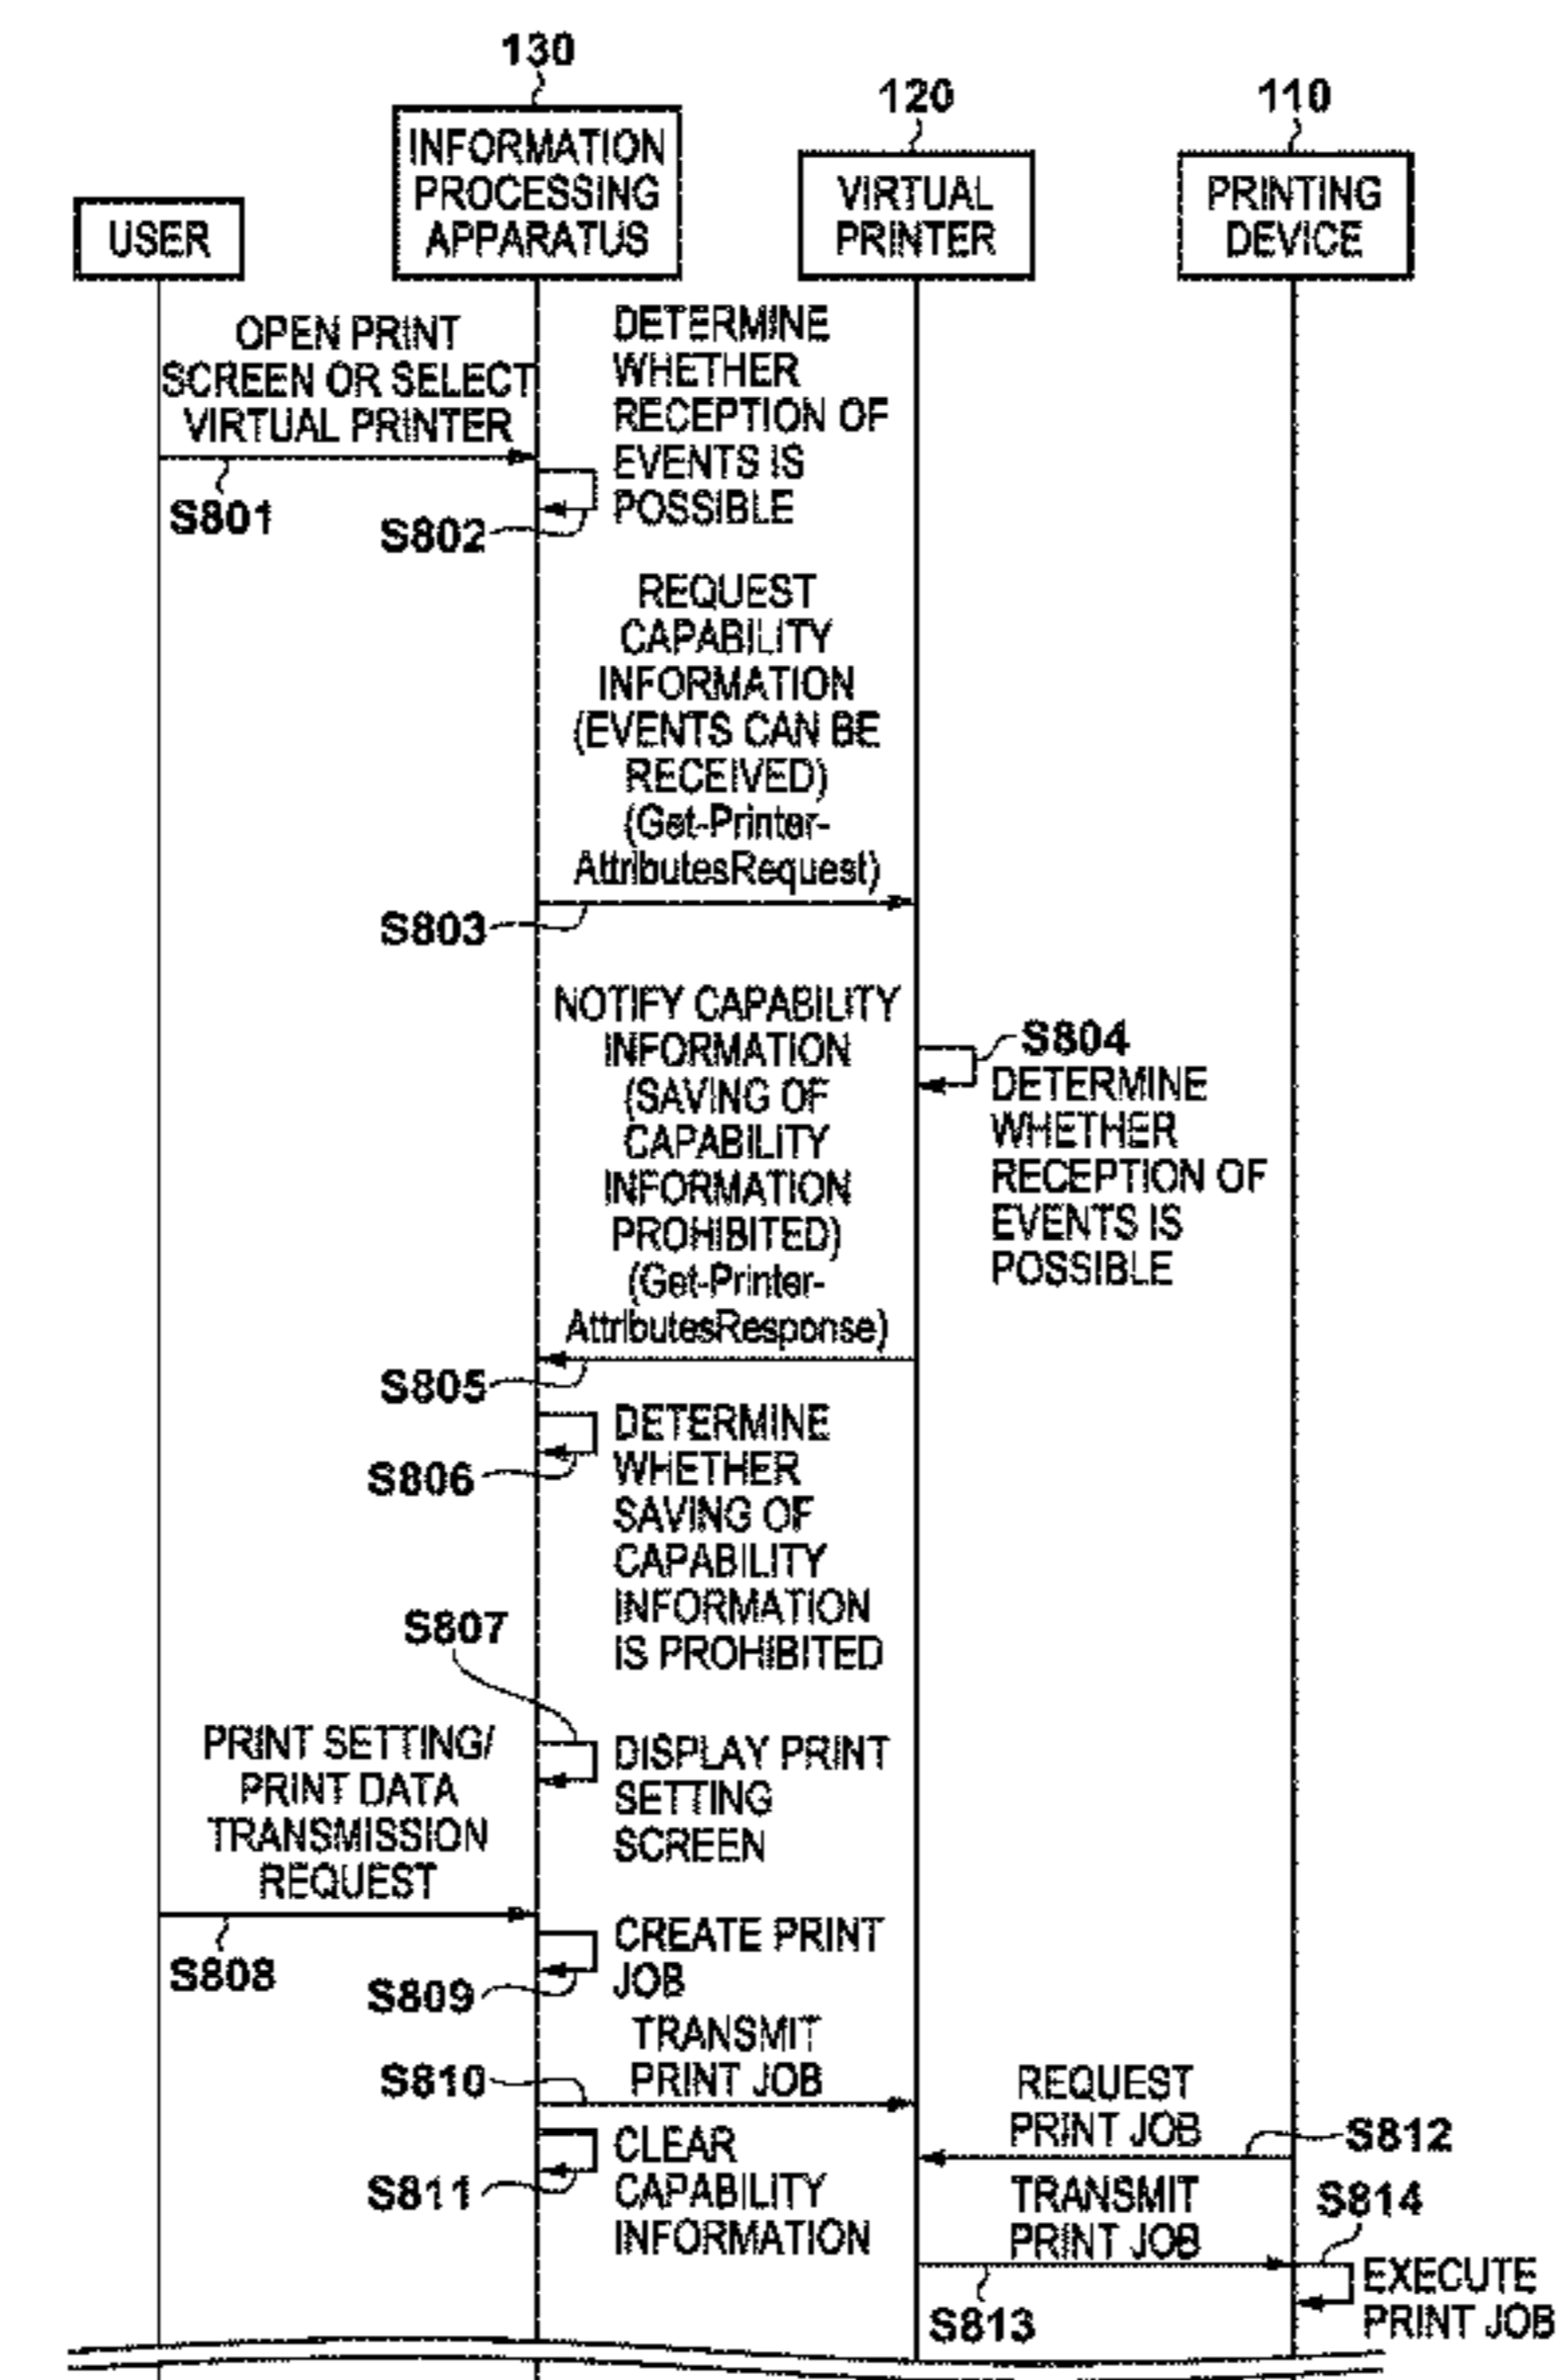 130
120
110
INFORMATION
PROCESSING
APPARATUS
VIRTUAL
PRINTER
PRINTING
DEVICE
USER
OPEN PRINT
SCREEN OR SELECT
VIRTUAL PRINTER
S801
DETERMINE
WHETHER
RECEPTION OF
EVENTS IS
POSSIBLE
S802
REQUEST
CAPABILITY
INFORMATION
(EVENTS CAN BE
RECEIVED)
(Get-Printer-
AttributesRequest)
S803
NOTIFY CAPABILITY
INFORMATION
(SAVING OF
CAPABILITY
INFORMATION
PROHIBITED)
(Get-Printer-
AttributesResponse)
S804
DETERMINE
WHETHER
RECEPTION OF
EVENTS IS
POSSIBLE
S805
DETERMINE
WHETHER
SAVING OF
CAPABILITY
INFORMATION
IS PROHIBITED
S806
S807
DISPLAY PRINT
SETTING
SCREEN
PRINT SETTING/
PRINT DATA
TRANSMISSION
REQUEST
S808
CREATE PRINT
JOB
S809
TRANSMIT
PRINT JOB
S810
CLEAR
CAPABILITY
INFORMATION
S811
REQUEST
PRINT JOB
S812
TRANSMIT
PRINT JOB
S813
S814
EXECUTE
PRINT JOB